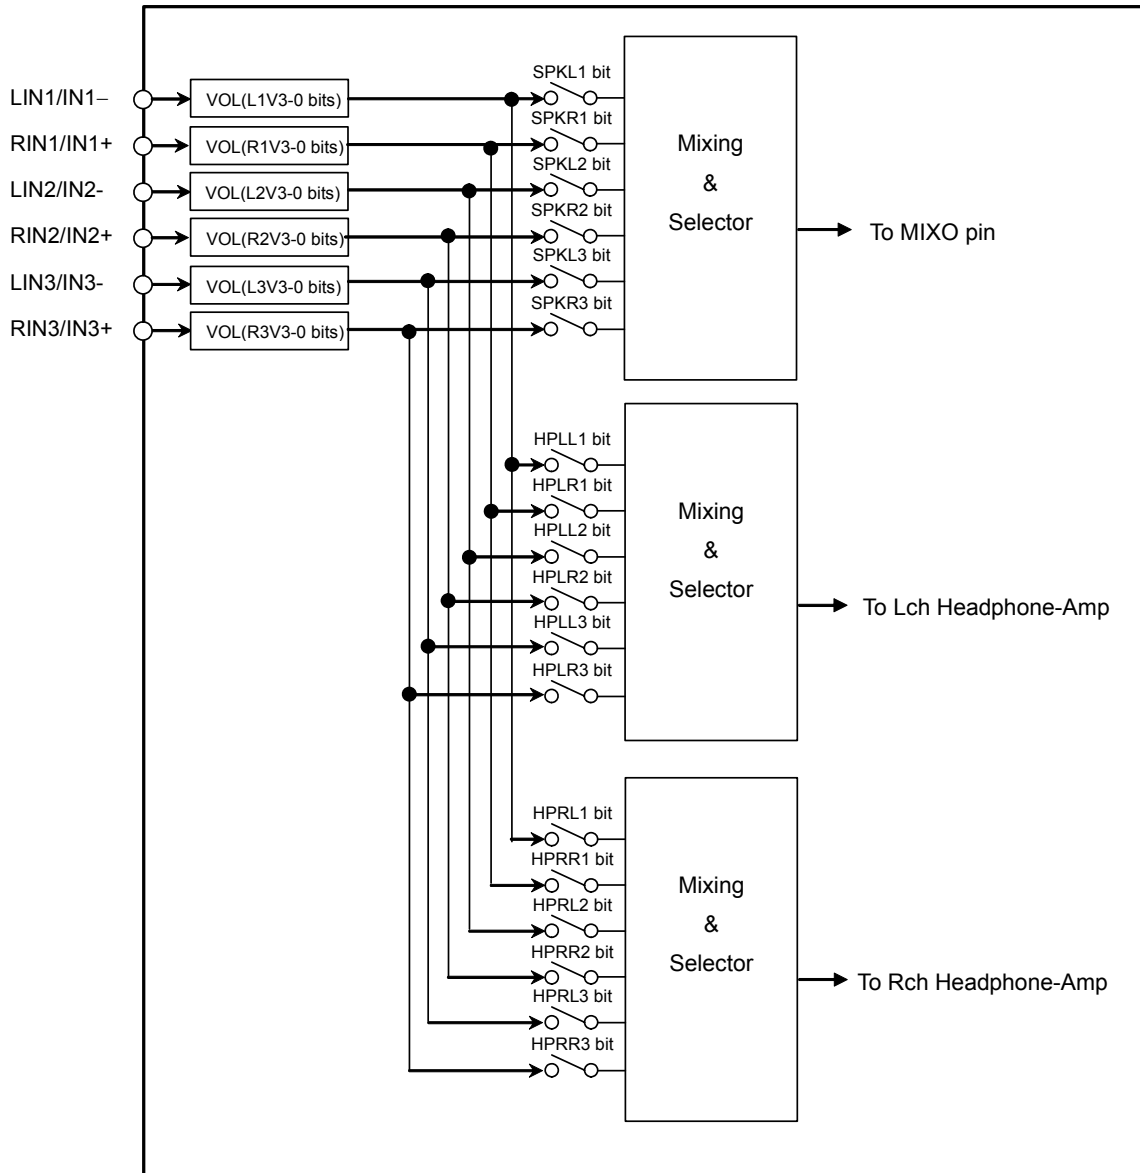 LIN1/IN1–
VOL(L1V3-0 bits)
SPKL1 bit
RIN1/IN1+
VOL(R1V3-0 bits)
SPKR1 bit
LIN2/IN2-
VOL(L2V3-0 bits)
SPKL2 bit
RIN2/IN2+
VOL(R2V3-0 bits)
SPKR2 bit
LIN3/IN3-
VOL(L3V3-0 bits)
SPKL3 bit
RIN3/IN3+
VOL(R3V3-0 bits)
SPKR3 bit
Mixing
&
Selector
To MIXO pin
HPLL1 bit
HPLR1 bit
HPLL2 bit
HPLR2 bit
HPLL3 bit
HPLR3 bit
Mixing
&
Selector
To Lch Headphone-Amp
HPRL1 bit
HPRR1 bit
HPRL2 bit
HPRR2 bit
HPRL3 bit
HPRR3 bit
Mixing
&
Selector
To Rch Headphone-Amp